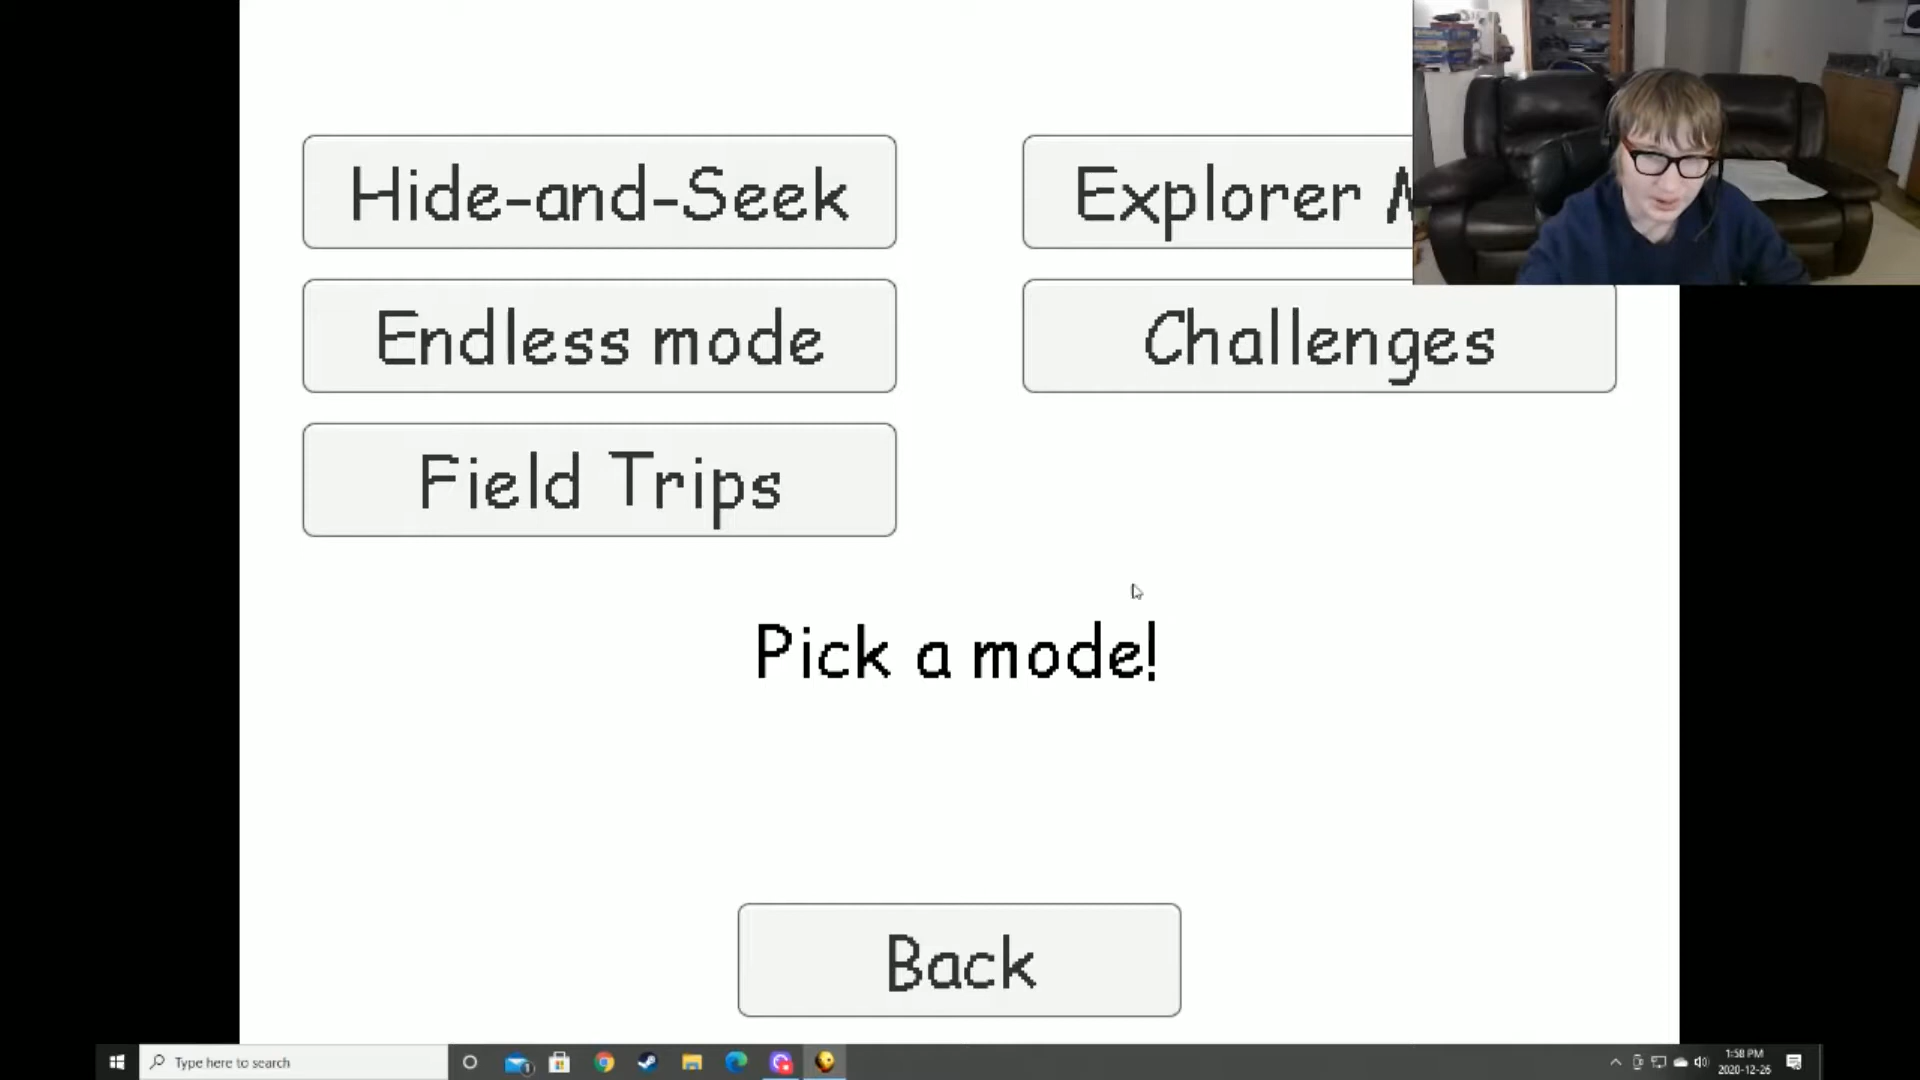 Hide-and-Seek
Explorer
Endless mode
Challenges
Field Trips
Pick a mode!
Back
Type here to search
1:58 PM
2020-12-26